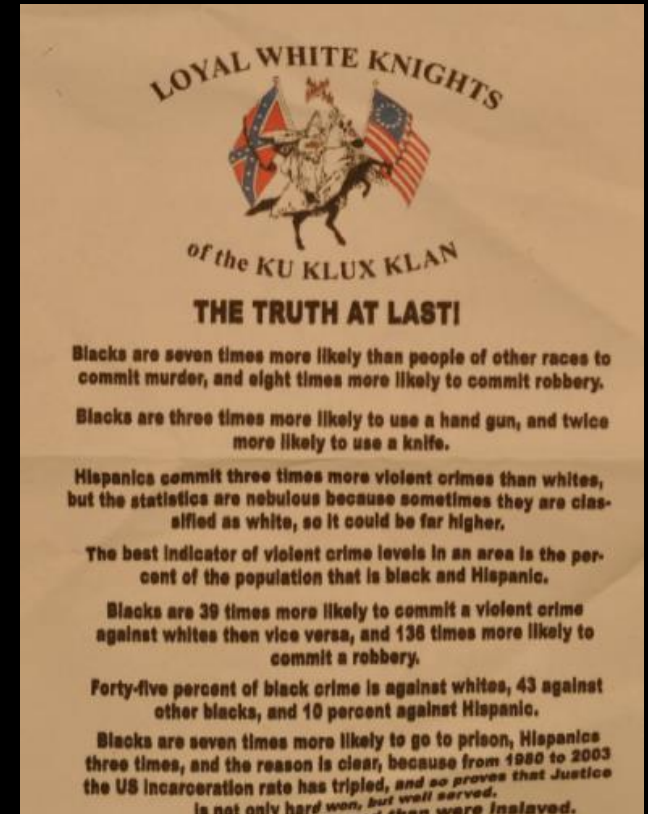 LOYAL WHITE KNIGHTS
of the KU KLUX KLAN
THE TRUTH AT LAST!
Blacks are seven times more likely than people of other races to
commit murder, and eight times more likely to commit robbery.
Blacks are three times more likely to use a hand gun, and twice
more likely to use a knife.
Hispanics commit three times more violent crimes than whites,
but the statistics are nebulous because sometimes they are clas-
sified as white, so it could be far higher.
The best indicator of violent crime levels in an area is the per-
cent of the population that is black and Hispanic.
Blacks are 39 times more likely to commit a violent crime
against whites then vice versa, and 136 times more likely to
commit a robbery.
Forty-five percent of black crime is against whites, 43 against
other blacks, and 10 percent against Hispanic.
Blacks are seven times more likely to go to prison, Hispanics
three times, and the reason is clear, because from 1980 to 2003
the US incarceration rate has tripled, and so proves that Justice
is not only hard won, but well served.
than were Inslaved.